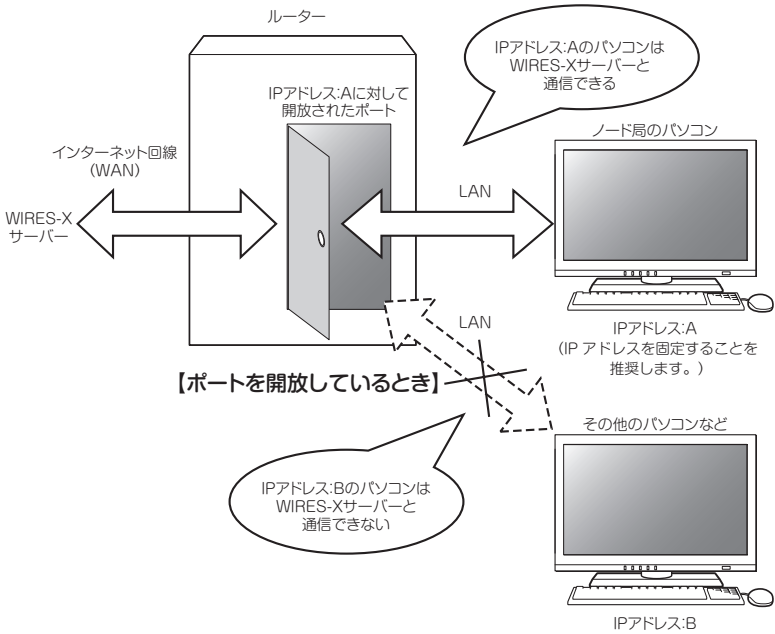 ルーター
IPアドレス:Aのパソコンは
WIRES-Xサーバーと
通信できる
IPアドレス:Aに対して
開放されたポート
ノード局のパソコン
インターネット回線
(WAN)
LAN
WIRES-X
サーバー
LAN
IPアドレス:A
(IP アドレスを固定することを
推奨します。)
【ポートを開放しているとき】
その他のパソコンなど
IPアドレス:Bのパソコンは
WIRES-Xサーバーと
通信できない
IPアドレス:B